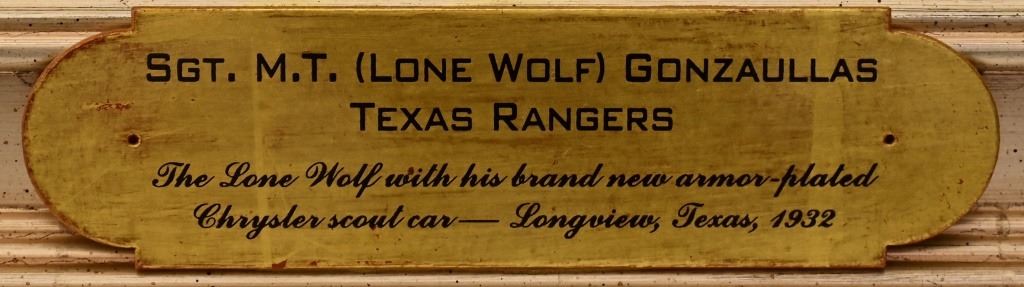 Sgt. M.T. (Lone Wolf) Gonzaullas
Texas Rangers
The Lone Wolf with his brand new armor-plated
Chrysler scout car — Longview, Texas, 1932